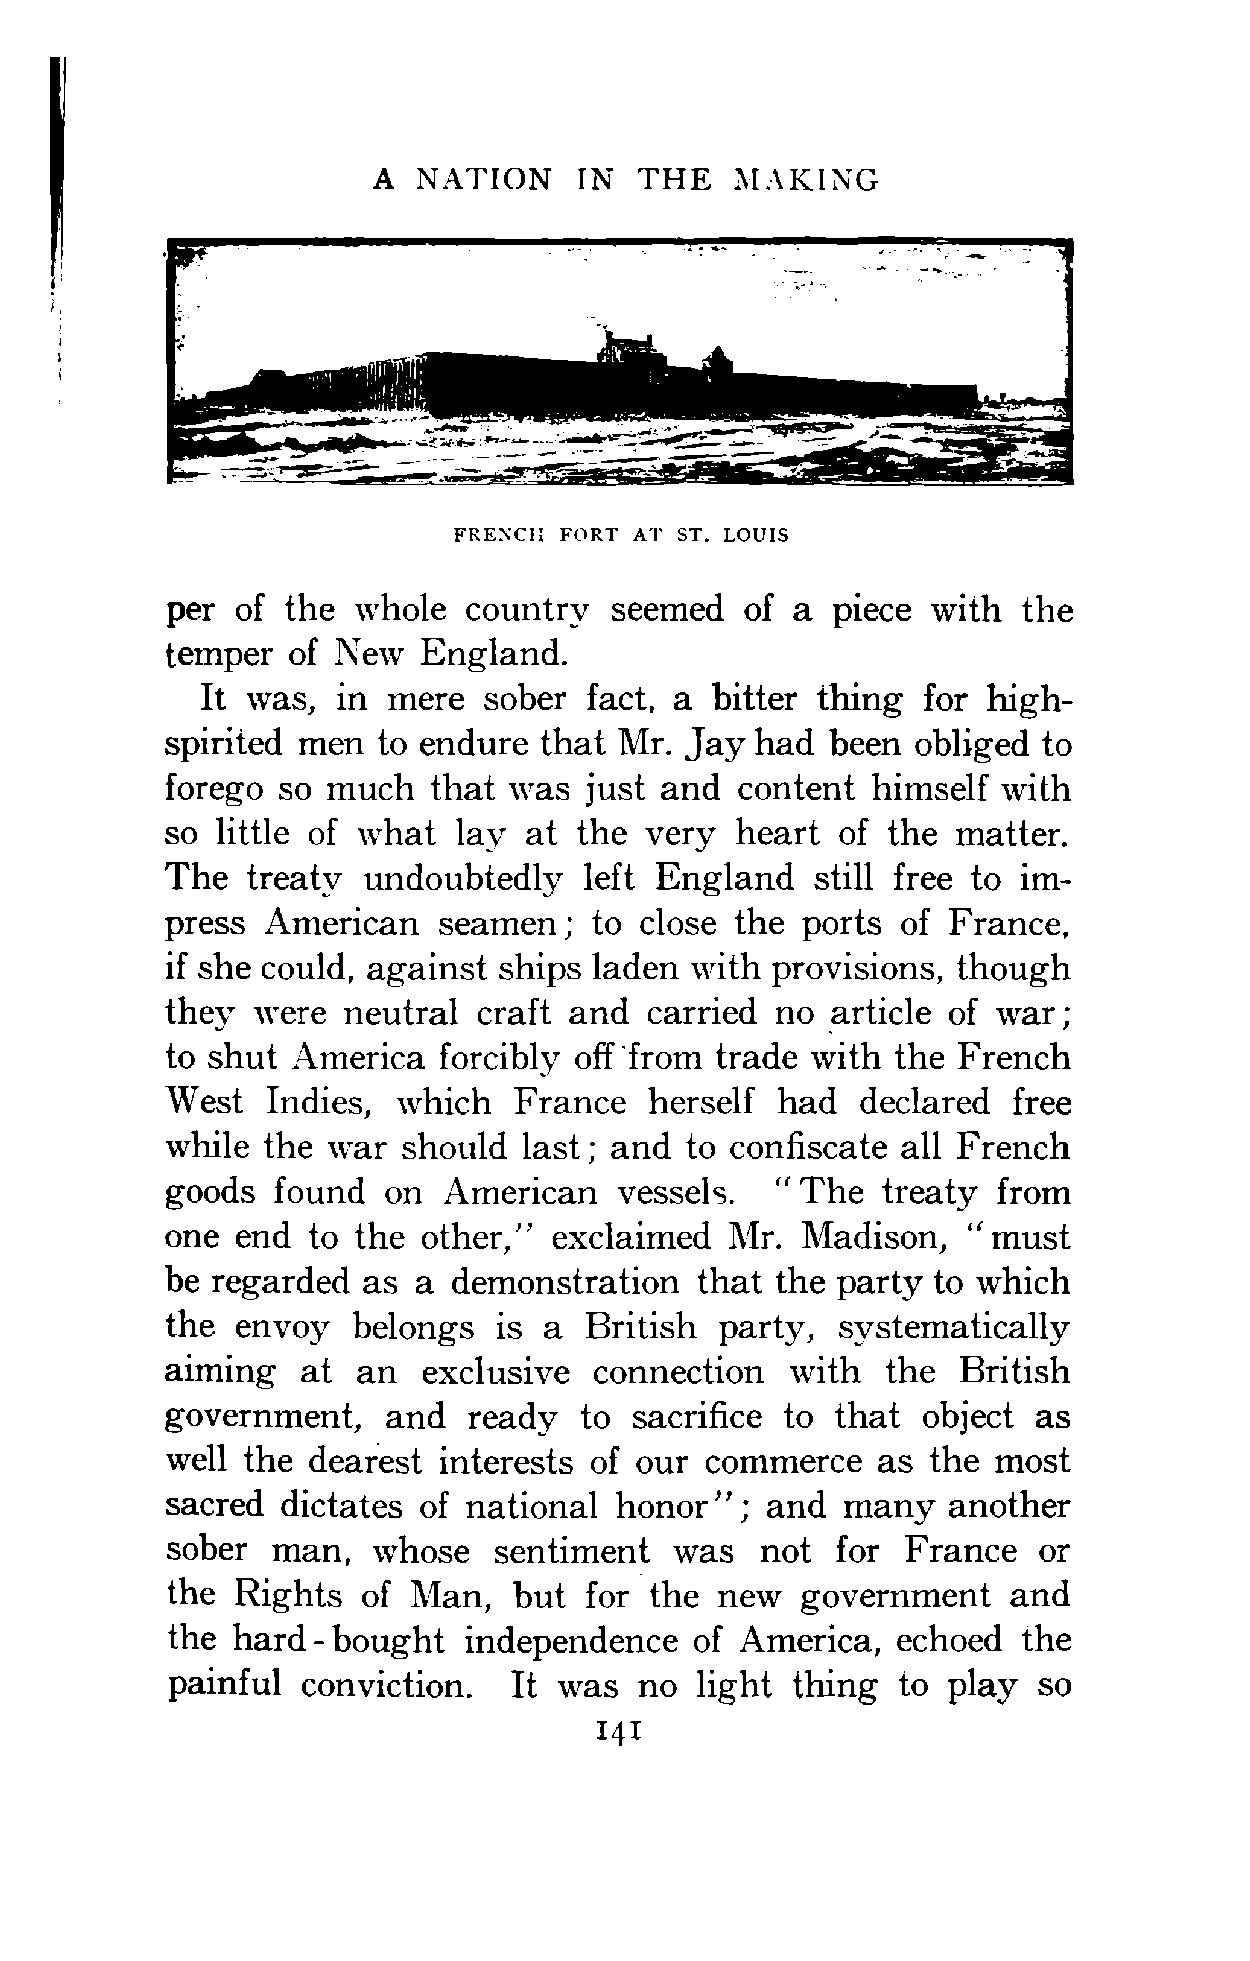 A NATION IN THE MAKING
FRENCH FORT AT ST. LOUIS
per of the whole country seemed of a piece with the
temper of New England.
It was, in mere sober fact, a bitter thing for high-
spirited men to endure that Mr. Jay had been obliged to
forego so much that was just and content himself with
so little of what lay at the very heart of the matter.
The treaty undoubtedly left England still free to im-
press American seamen; to close the ports of France,
if she could, against ships laden with provisions, though
they were neutral craft and carried no article of war;
to shut America forcibly off from trade with the French
West Indies, which France herself had declared free
while the war should last; and to confiscate all French
goods found on American vessels. "The treaty from
one end to the other," exclaimed Mr. Madison, "must
be regarded as a demonstration that the party to which
the envoy belongs is a British party, systematically
aiming at an exclusive connection with the British
government, and ready to sacrifice to that object as
well the dearest interests of our commerce as the most
sacred dictates of national honor"; and many another
sober man, whose sentiment was not for France or
the Rights of Man, but for the new government and
the hard-bought independence of America, echoed the
painful conviction. It was no light thing to play so
141